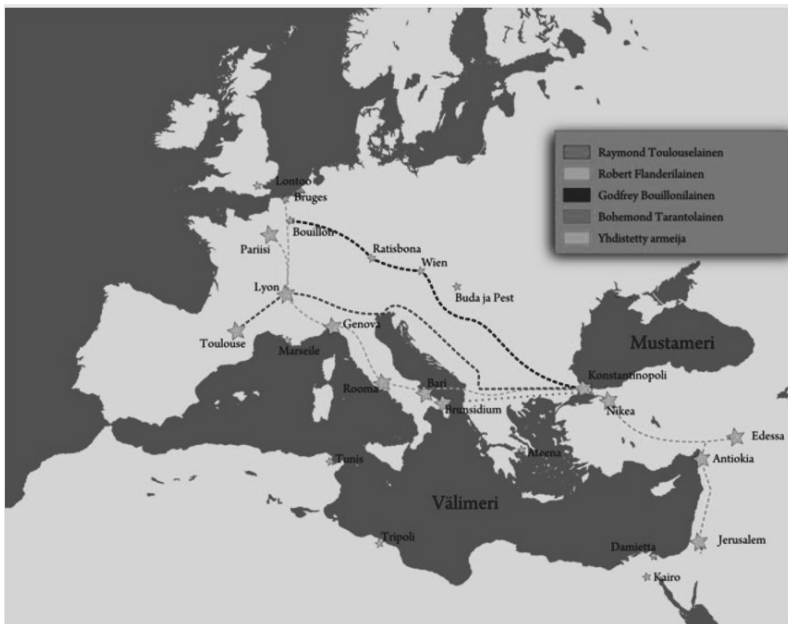 Raymond Toulouselainen
Robert Flanderilainen
Godfrey Bouillonilainen
Bohemond Tarantolainen
Yhdistetty armeija
Lontoo
Bruges
Bouillon
Pariisi
Ratisbona
Wien
Buda ja Pest
Lyon
Toulouse
Marseile
Genova
Mustameri
Rooma
Bari
Brunsidium
Konstantinopoli
Nikea
Edessa
Ateena
Antiokia
Tunis
Välimeri
Tripoli
Damietta
Jerusalem
Kairo